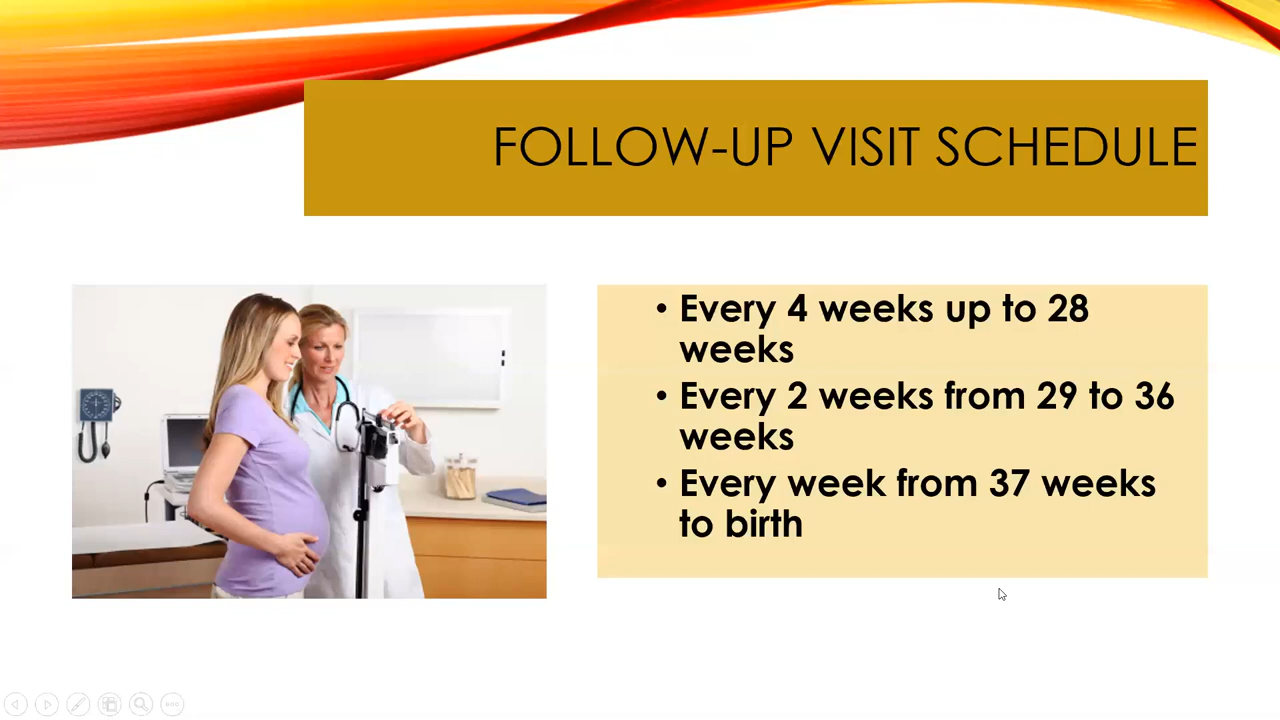 FOLLOW-UP VISIT SCHEDULE
• Every 4 weeks up to 28
weeks
• Every 2 weeks from 29 to 36
weeks
• Every week from 37 weeks
to birth